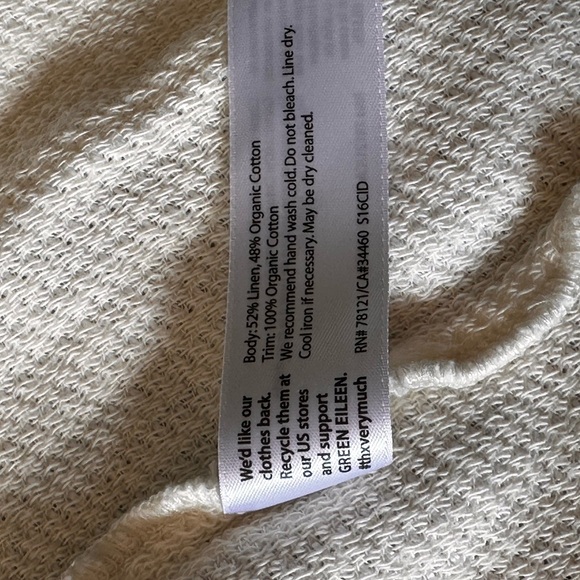 Body: 52% Linen, 48% Organic Cotton
Trim: 100% Organic Cotton
We recommend hand wash cold. Do not bleach. Line dry.
Cool iron if necessary. May be dry cleaned.
RN# 78121/CA#34460 S16CID
We'd like our
clothes back.
Recycle them at
our US stores
and support
GREEN EILEEN.
#thxverymuch